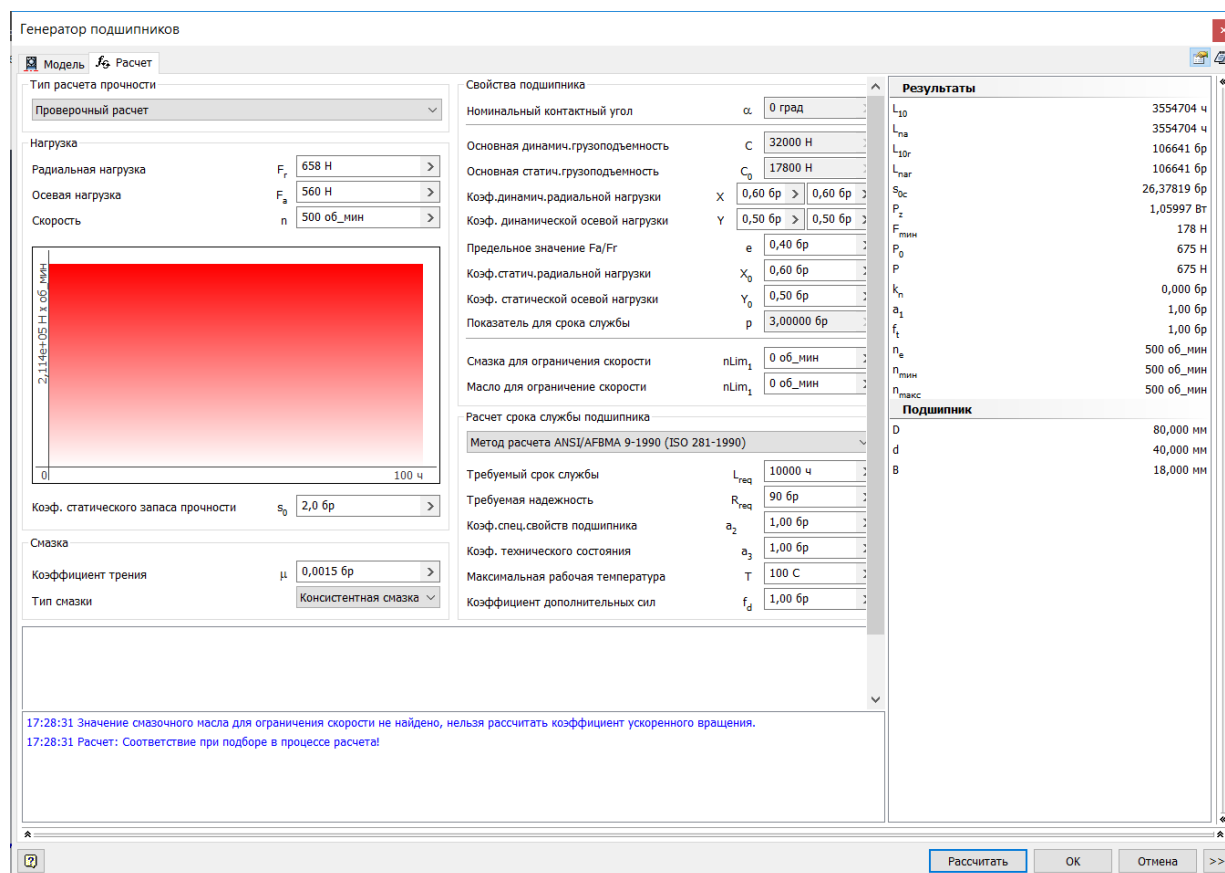 Генератор подшипников
Модель
Расчет
Тип расчета прочности
Проверочный расчет
Нагрузка
Радиальная нагрузка Fr 658 Н
Осевая нагрузка Fa 560 Н
Скорость n 500 об_мин
2,114e+05 Н x об_мин
0 100 ч
Коэф. статического запаса прочности s0 2,0 бр
Смазка
Коэффициент трения μ 0,0015 бр
Тип смазки Консистентная смазка
Свойства подшипника
Номинальный контактный угол α 0 град
Основная динамич.грузоподъемность C 32000 Н
Основная статич.грузоподъемность C0 17800 Н
Коэф.динамич.радиальной нагрузки X 0,60 бр > 0,60 бр
Коэф. динамической осевой нагрузки Y 0,50 бр > 0,50 бр
Предельное значение Fa/Fr e 0,40 бр
Коэф.статич.радиальной нагрузки X0 0,60 бр
Коэф. статической осевой нагрузки Y0 0,50 бр
Показатель для срока службы p 3,00000 бр
Смазка для ограничения скорости nLim1 0 об_мин
Масло для ограничение скорости nLim1 0 об_мин
Расчет срока службы подшипника
Метод расчета ANSI/AFBMA 9-1990 (ISO 281-1990)
Требуемый срок службы Lreq 10000 ч
Требуемая надежность Rreq 90 бр
Коэф.спец.свойств подшипника a2 1,00 бр
Коэф. технического состояния a3 1,00 бр
Максимальная рабочая температура T 100 С
Коэффициент дополнительных сил fd 1,00 бр
Результаты
L10 3554704 ч
Lna 3554704 ч
L10r 106641 бр
Lnar 106641 бр
s0c 26,37819 бр
Pz 1,05997 Вт
Fмин 178 Н
P0 675 Н
P 675 Н
kn 0,000 бр
a1 1,00 бр
ft 1,00 бр
ne 500 об_мин
nмин 500 об_мин
nмакс 500 об_мин
Подшипник
D 80,000 мм
d 40,000 мм
B 18,000 мм
17:28:31 Значение смазочного масла для ограничения скорости не найдено, нельзя рассчитать коэффициент ускоренного вращения.
17:28:31 Расчет: Соответствие при подборе в процессе расчета!
Рассчитать
ОК
Отмена
>>